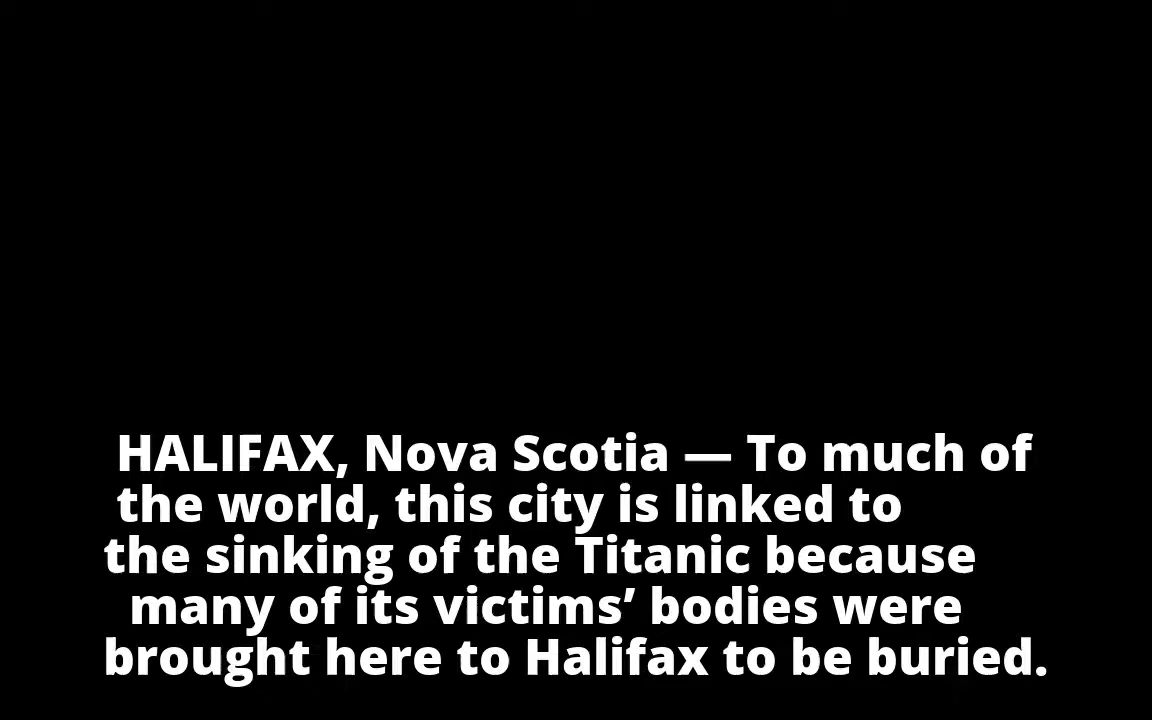 HALIFAX, Nova Scotia — To much of
the world, this city is linked to
the sinking of the Titanic because
many of its victims’ bodies were
brought here to Halifax to be buried.